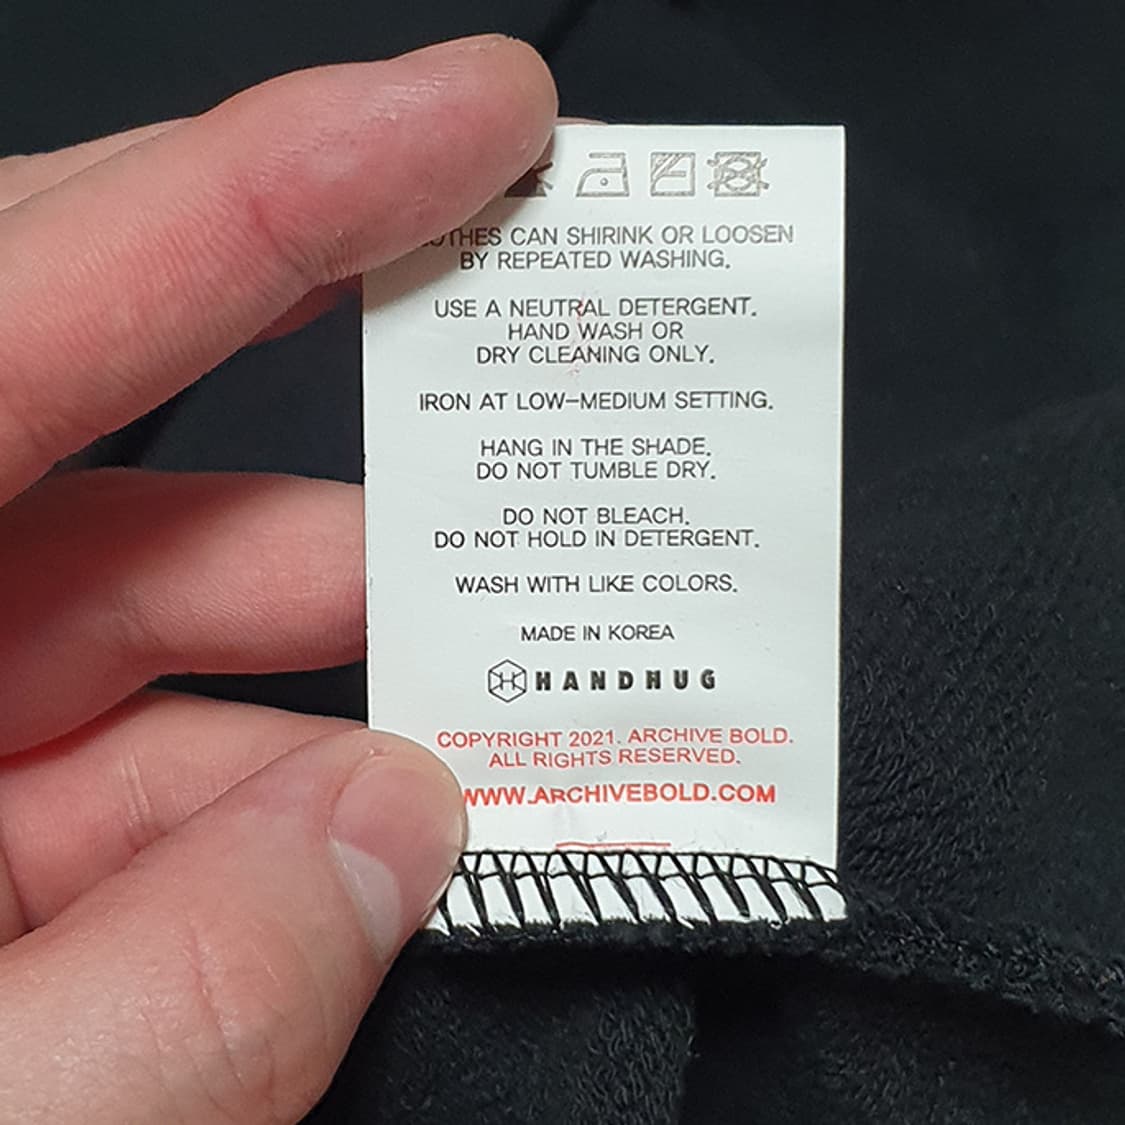 CAN SHIRINK OR LOOSEN
BY REPEATED WASHING.
USE A NEUTRAL DETERGENT.
HAND WASH OR
DRY CLEANING ONLY.
IRON AT LOW-MEDIUM SETTING.
HANG IN THE SHADE.
DO NOT TUMBLE DRY.
DO NOT BLEACH.
DO NOT HOLD IN DETERGENT.
WASH WITH LIKE COLORS.
MADE IN KOREA
HANDHUG
COPYRIGHT 2021. ARCHIVE BOLD.
ALL RIGHTS RESERVED.
WWW.ARCHIVEBOLD.COM